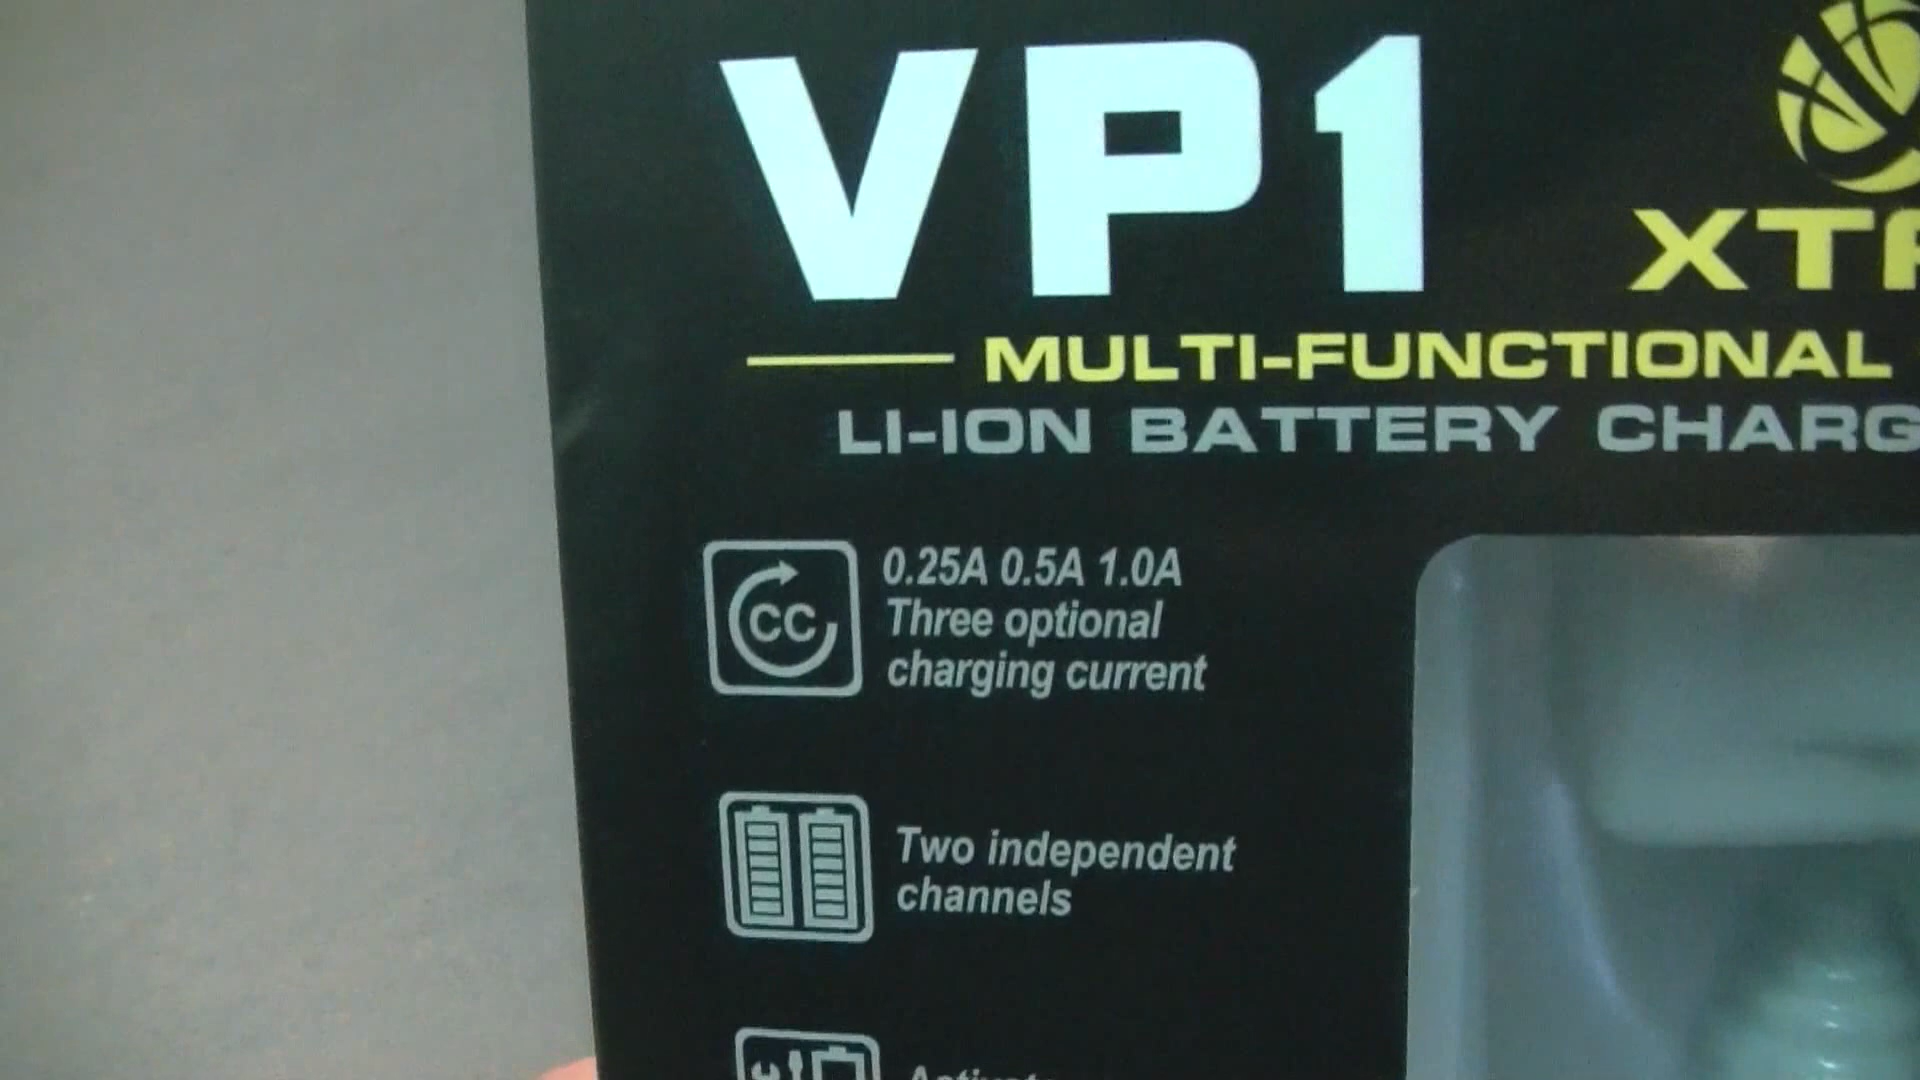 VP1
XT
MULTI-FUNCTIONAL
LI-ION BATTERY CHARG
CC
0.25A 0.5A 1.0A
Three optional
charging current
Two independent
channels